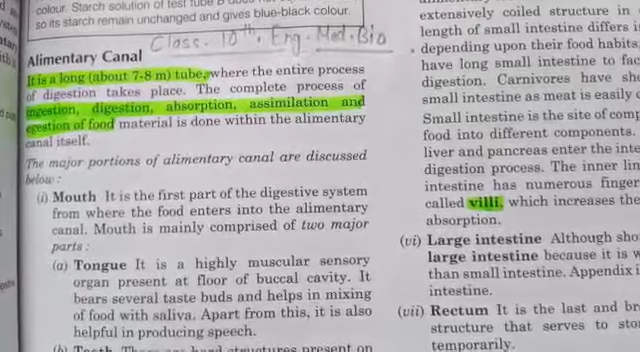 colour. Starch solution of test tube B does
so its starch remain unchanged and gives blue-black colour.
Class. 10th. Eng. Med. Bio
Alimentary Canal
It is a long (about 7-8 m) tube, where the entire process
of digestion takes place. The complete process of
ingestion, digestion, absorption, assimilation and
egestion of food material is done within the alimentary
canal itself.
The major portions of alimentary canal are discussed
below :
(i) Mouth It is the first part of the digestive system
from where the food enters into the alimentary
canal. Mouth is mainly comprised of two major
parts :
(a) Tongue It is a highly muscular sensory
organ present at floor of buccal cavity. It
bears several taste buds and helps in mixing
of food with saliva. Apart from this, it is also
helpful in producing speech.
(b) Teeth These are hard structures present on
extensively coiled structure in
length of small intestine differs i
depending upon their food habits
have long small intestine to fac
digestion. Carnivores have sh
small intestine as meat is easily
Small intestine is the site of comp
food into different components.
liver and pancreas enter the inte
digestion process. The inner lin
intestine has numerous finger
called villi, which increases the
absorption.
(vi) Large intestine Although sho
large intestine because it is w
than small intestine. Appendix i
intestine.
(vii) Rectum It is the last and br
structure that serves to sto
temporarily.